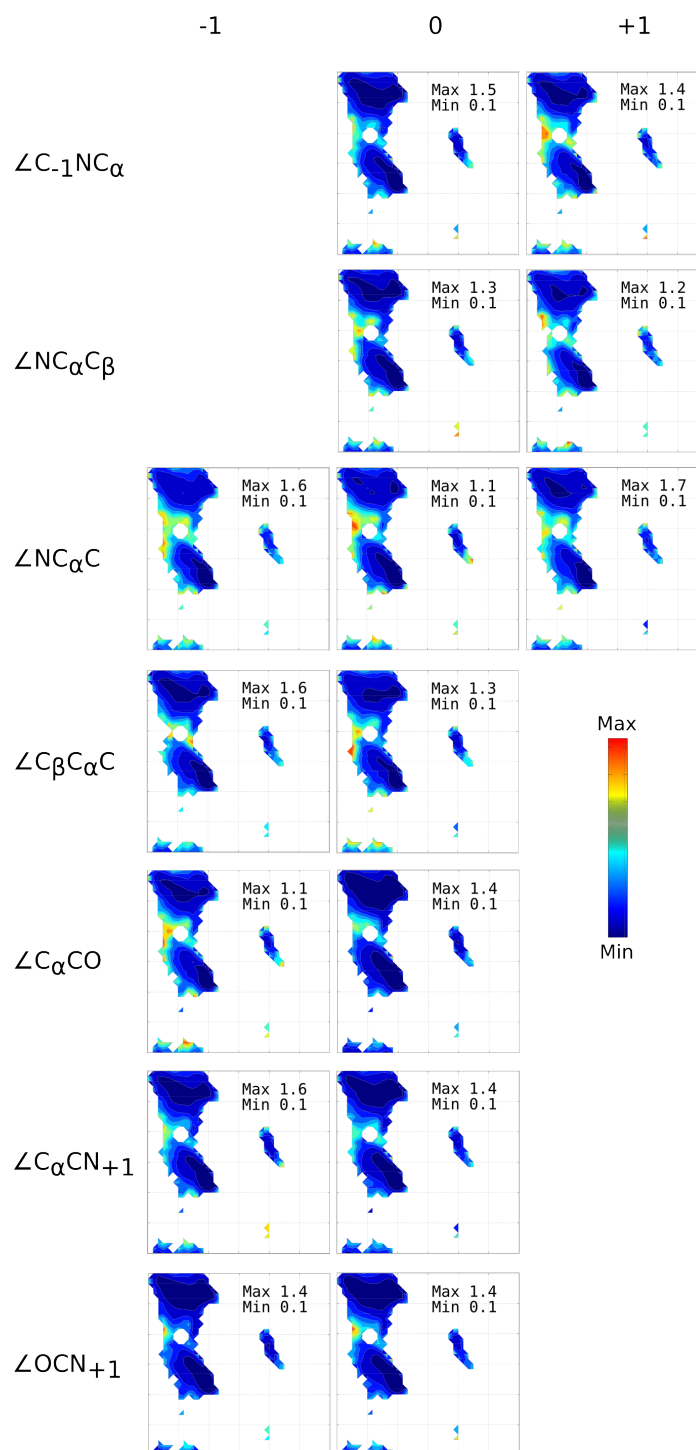 -1 0 +1
Max 1.5 Max 1.4
Min 0.1 Min 0.1
∠C-1NCα
Max 1.3 Max 1.2
Min 0.1 Min 0.1
∠NCαCβ
Max 1.6 Max 1.1 Max 1.7
Min 0.1 Min 0.1 Min 0.1
∠NCαC
Max 1.6 Max 1.3
Min 0.1 Min 0.1
Max
∠CβCαC
Max 1.1 Max 1.4
Min 0.1 Min 0.1
Min
∠CαCO
Max 1.6 Max 1.4
Min 0.1 Min 0.1
∠CαCN+1
Max 1.4 Max 1.4
Min 0.1 Min 0.1
∠OCN+1